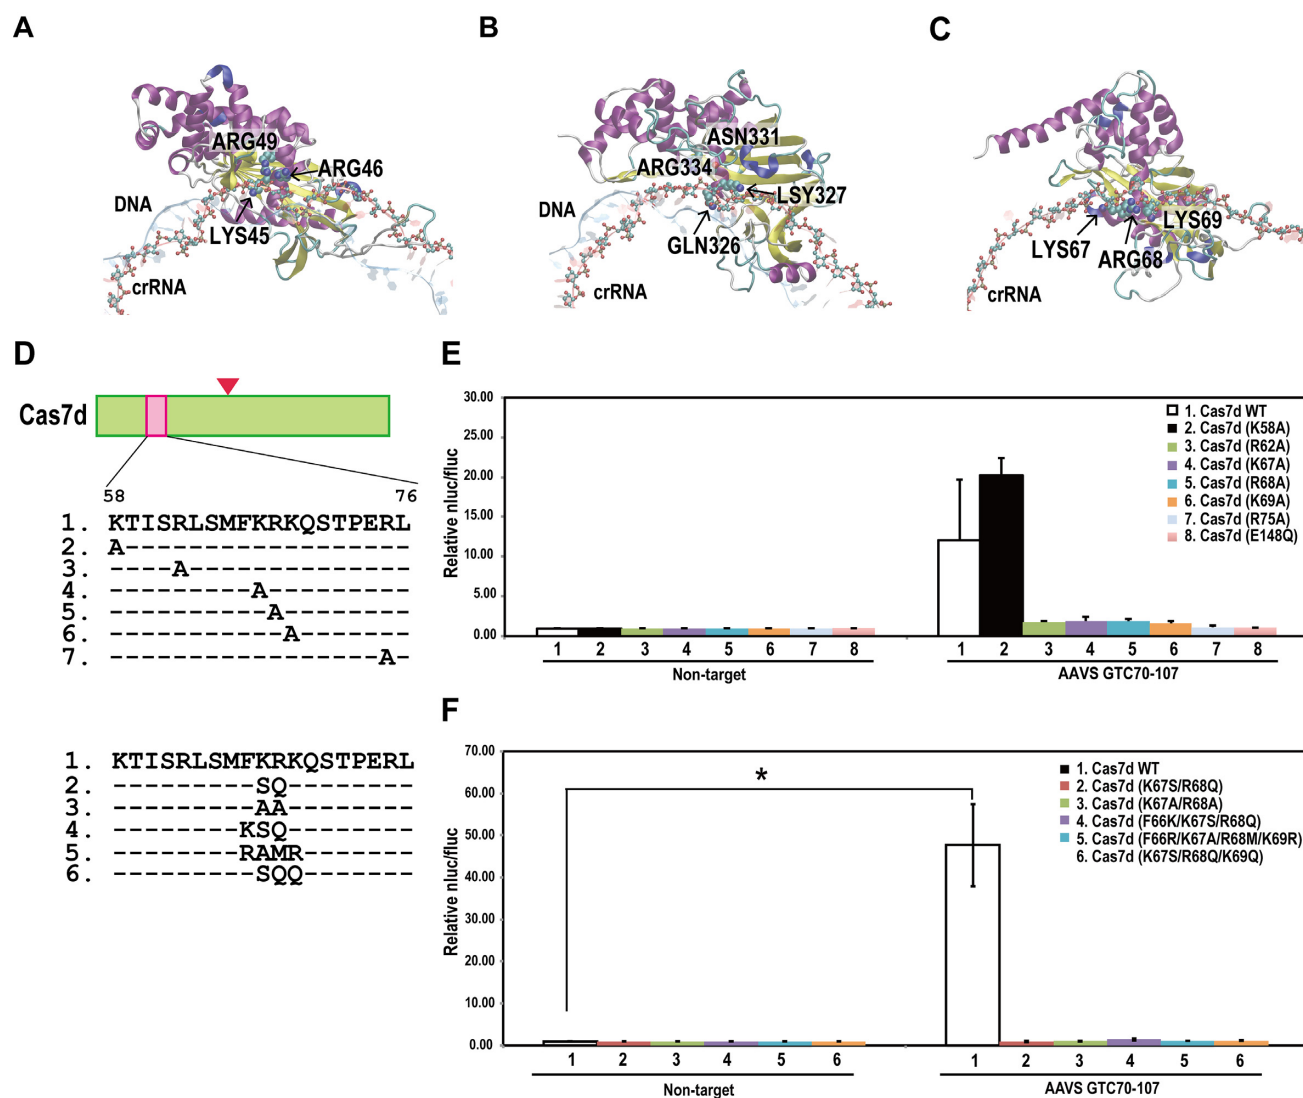 A
ARG49
ARG46
DNA
LYS45
crRNA
B
ASN331
ARG334
LSY327
DNA
GLN326
crRNA
C
LYS69
LYS67
ARG68
crRNA
D
Cas7d
58 76
1. KTISRLSMFKRKQSTPERL
2. A------------------
3. ----A--------------
4. ---------A---------
5. ----------A--------
6. -----------A-------
7. -----------------A-
1. KTISRLSMFKRKQSTPERL
2. ---------SQ--------
3. ---------AA--------
4. --------KSQ--------
5. --------RAMR-------
6. ---------SQQ-------
E
Relative nluc/fluc
30.00
25.00
20.00
15.00
10.00
5.00
0.00
1. Cas7d WT
2. Cas7d (K58A)
3. Cas7d (R62A)
4. Cas7d (K67A)
5. Cas7d (R68A)
6. Cas7d (K69A)
7. Cas7d (R75A)
8. Cas7d (E148Q)
1 2 3 4 5 6 7 8
Non-target
1 2 3 4 5 6 7 8
AAVS GTC70-107
F
Relative nluc/fluc
70.00
60.00
50.00
40.00
30.00
20.00
10.00
0.00
*
1. Cas7d WT
2. Cas7d (K67S/R68Q)
3. Cas7d (K67A/R68A)
4. Cas7d (F66K/K67S/R68Q)
5. Cas7d (F66R/K67A/R68M/K69R)
6. Cas7d (K67S/R68Q/K69Q)
1 2 3 4 5 6
Non-target
1 2 3 4 5 6
AAVS GTC70-107